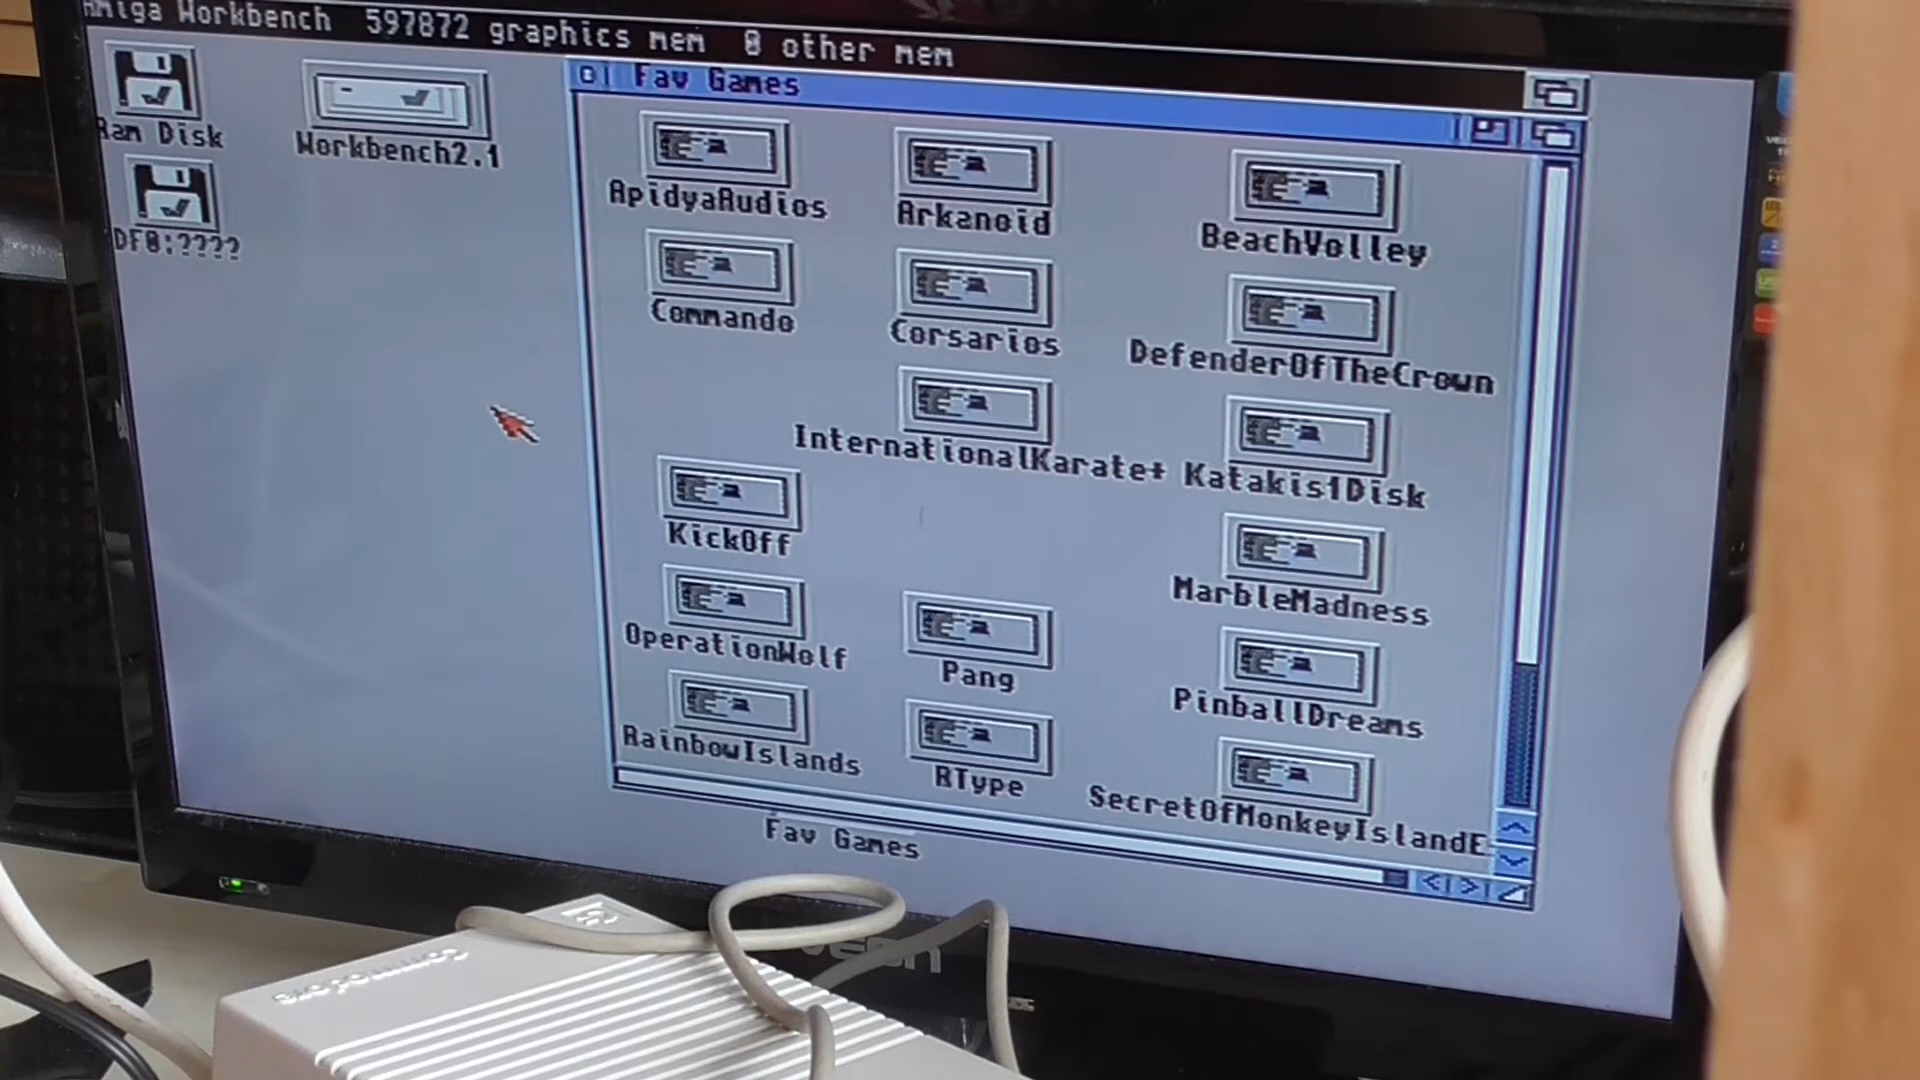 Amiga Workbench 597872 graphics mem 0 other mem
Ram Disk
Workbench2.1
DF0:????
Fav Games
ApidyaAudios
Arkanoid
BeachVolley
Commando
Corsarios
DefenderOfTheCrown
InternationalKarate+
Katakis1Disk
KickOff
MarbleMadness
OperationWolf
Pang
PinballDreams
RainbowIslands
RType
SecretOfMonkeyIslandE
Fav Games
Commodore